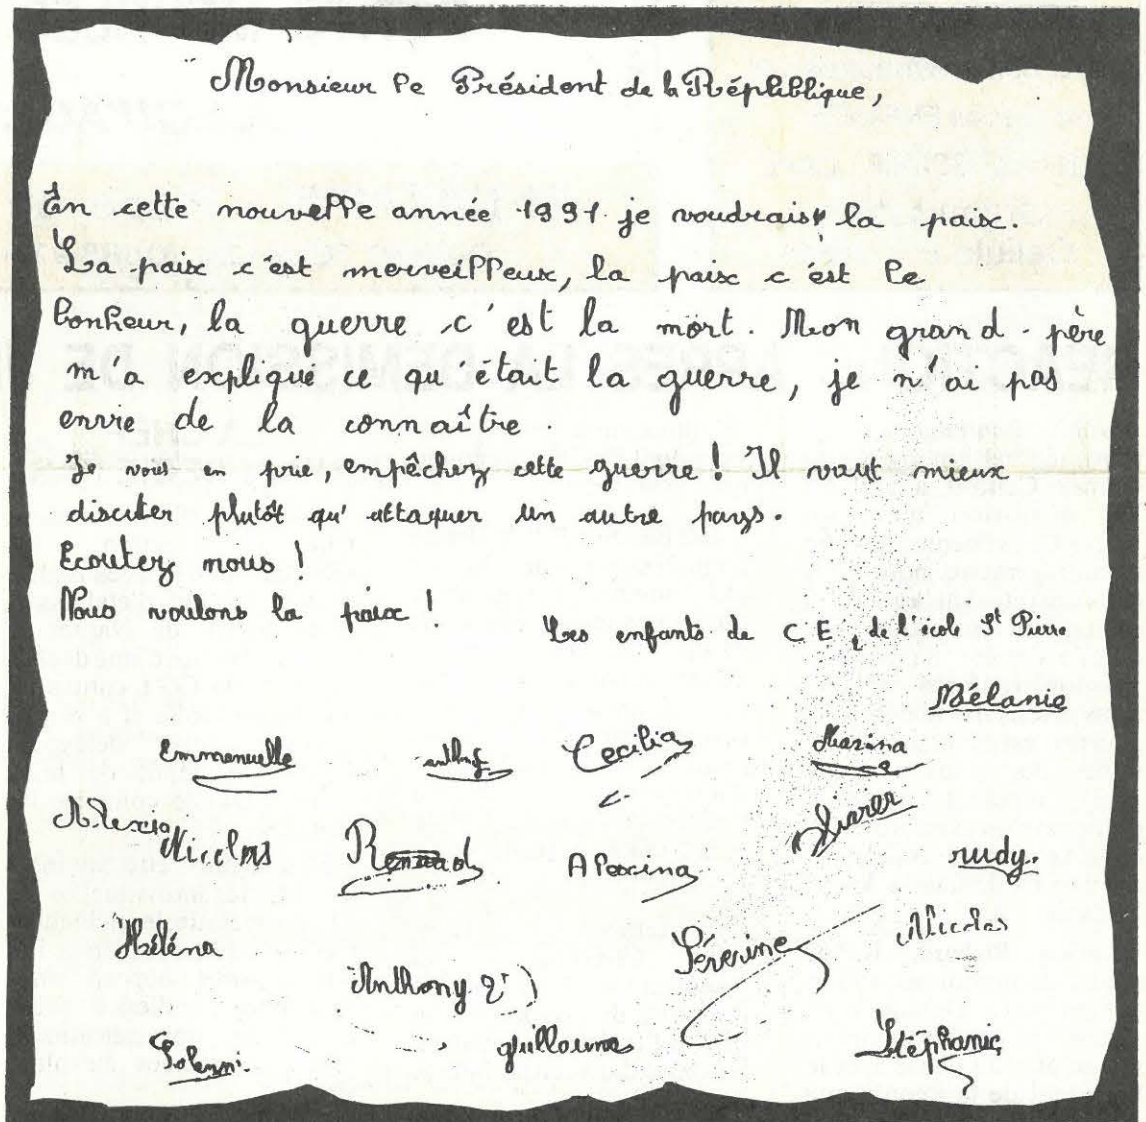 Monsieur le Président de la Républiblique,
En cette nouvelle année 1991 je voudrais la paix.
La paix c'est merveilleux, la paix c'est le
bonheur, la guerre c'est la mort. Mon grand-père
m'a expliqué ce qu'était la guerre, je n'ai pas
envie de la connaître.
Je vous en prie, empêchez cette guerre ! Il vaut mieux
discuter plutôt qu'attaquer un autre pays.
Ecoutez nous !
Nous voulons la paix !
Les enfants de CE1 de l'école St Pierre
Mélanie
Emmanuelle Cecilia Marina
Alexia Nicolas Renaud Alexina rudy.
Héléna Séverine Nicolas
Anthony
guillaume Stéphanie